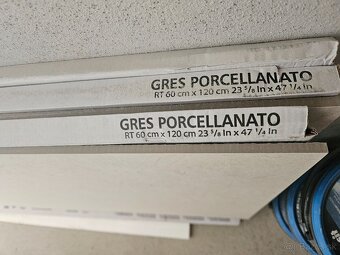 GRES PORCELLANATO
RT 60 cm x 120 cm 23 5/8 In x 47 1/4 In
GRES PORCELLANATO
RT 60 cm x 120 cm 23 5/8 In x 47 1/4 In